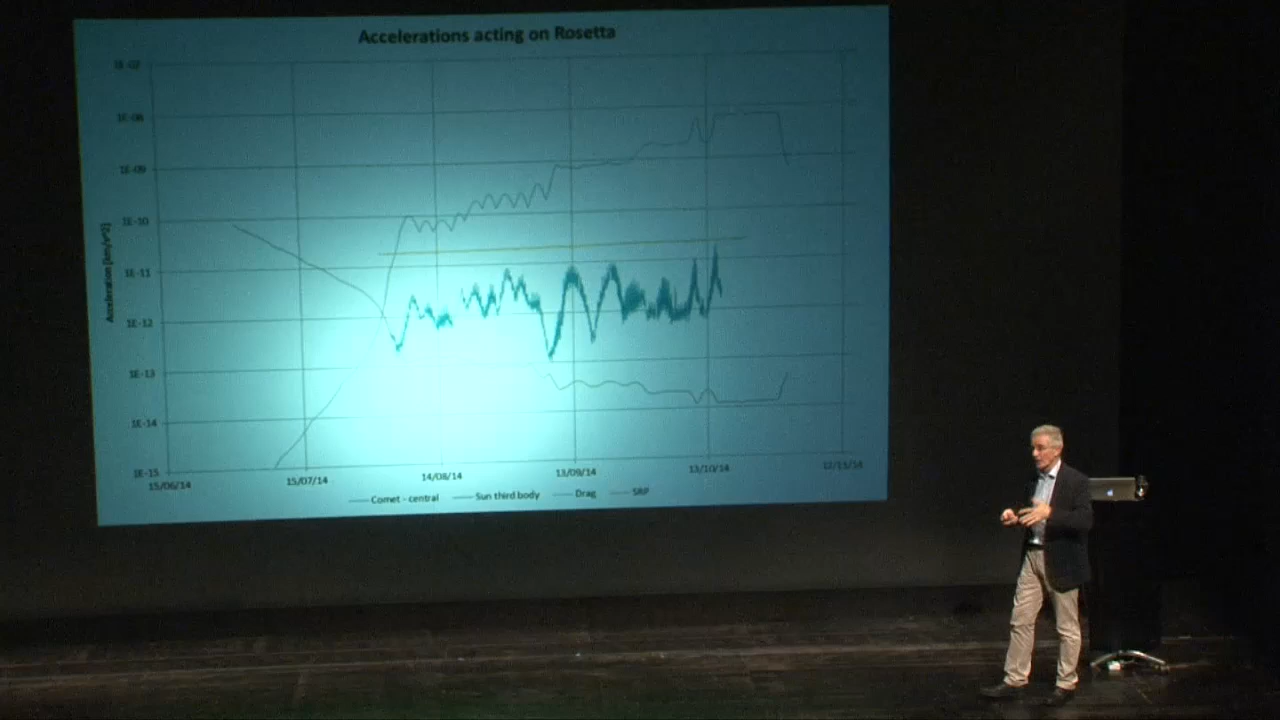 Accelerations acting on Rosetta
1E-07
1E-08
1E-09
1E-10
1E-11
1E-12
1E-13
1E-14
1E-15
Acceleration [km/s^2]
15/06/14
15/07/14
14/08/14
13/09/14
13/10/14
12/11/14
Comet - central
Sun third body
Drag
SRP